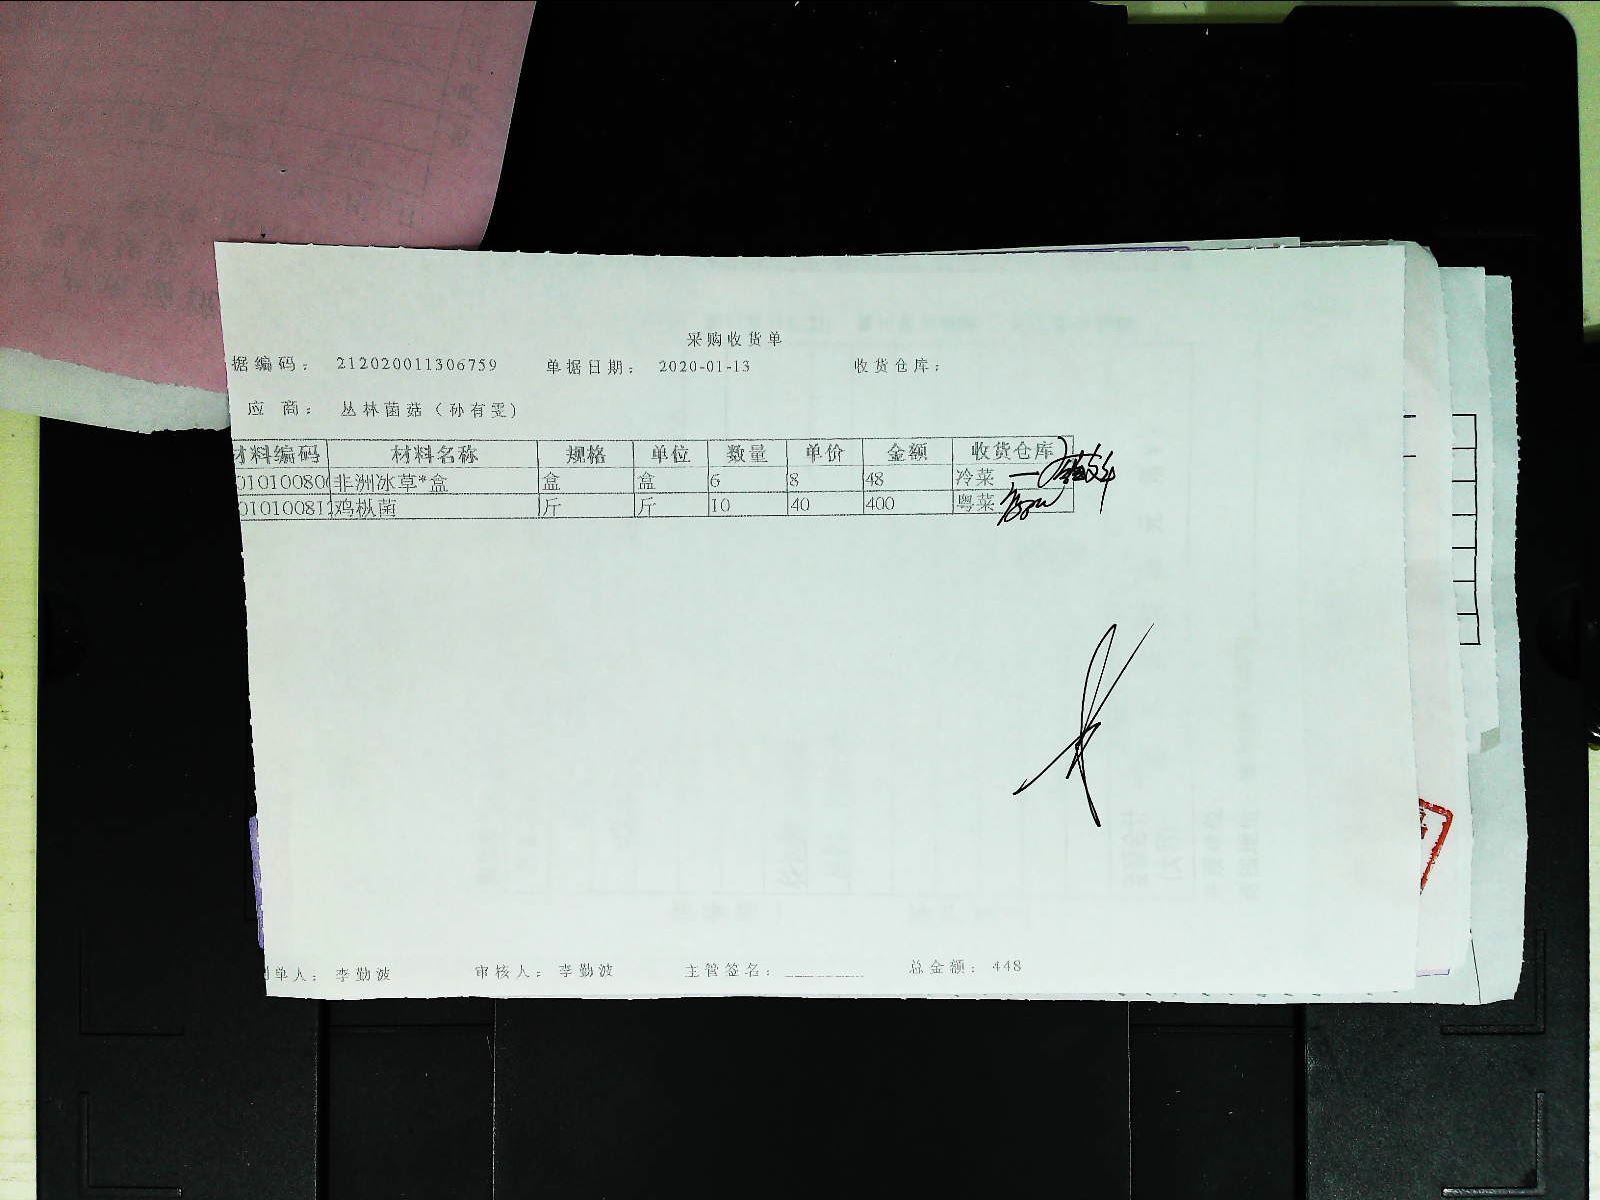 采购收货单
据编码： 212020011306759 单据日期： 2020-01-13 收货仓库：
应 商： 丛林菌菇（孙有雯）
材料编码 材料名称 规格 单位 数量 单价 金额 收货仓库
非洲冰草*盒 盒 盒 6 8 48 冷菜
鸡枞菌 斤 斤 10 40 400 粤菜
单人： 李勤波 审核人： 李勤波 主管签名： 总金额： 448